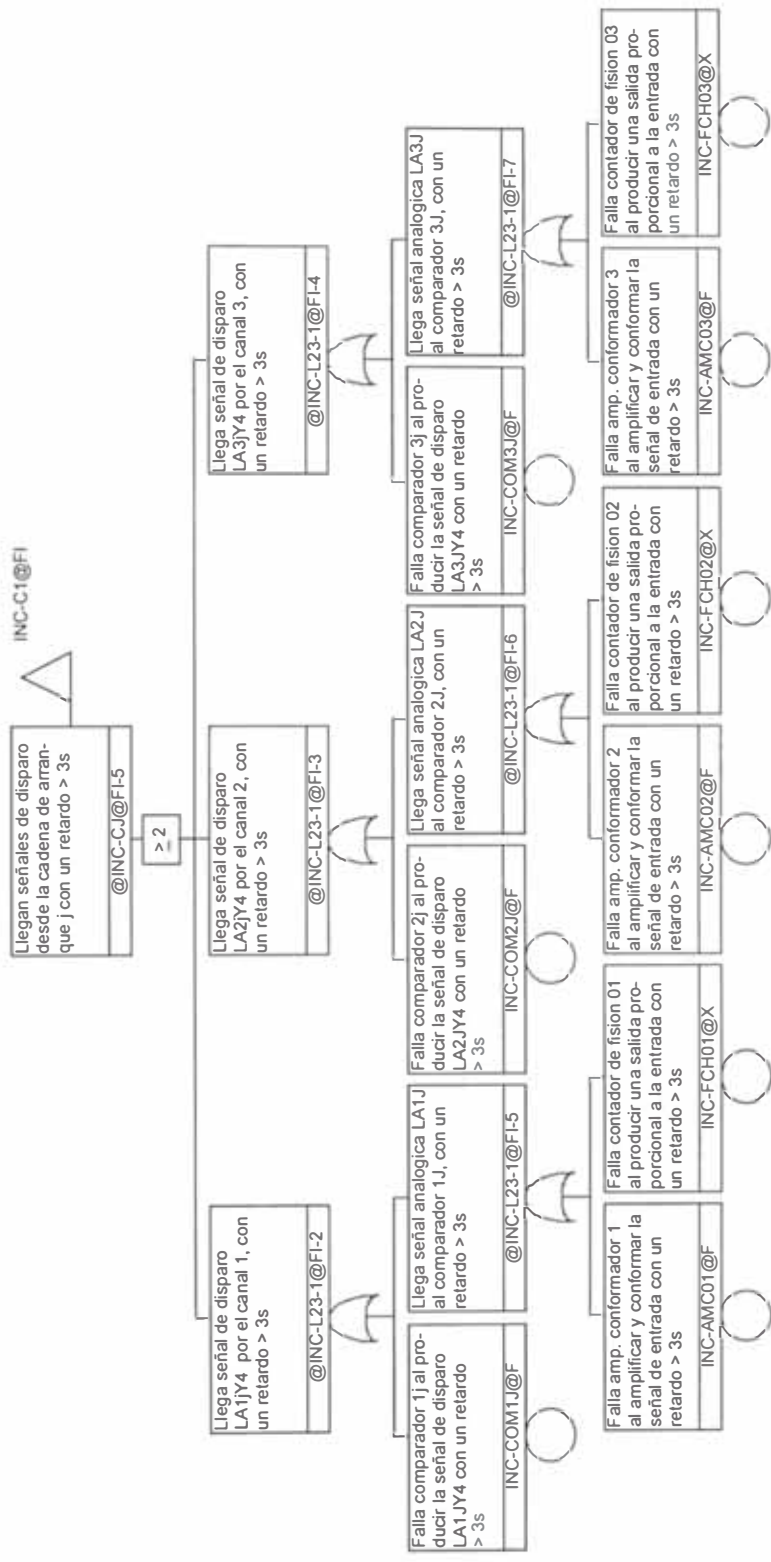 INC-C1@FI
Llegan señales de disparo
desde la cadena de arran-
que j con un retardo > 3s
@INC-CJ@FI-5
≥ 2
Llega señal de disparo
LA1jY4 por el canal 1, con
un retardo > 3s
@INC-L23-1@FI-2
Llega señal de disparo
LA2jY4 por el canal 2, con
un retardo > 3s
@INC-L23-1@FI-3
Llega señal de disparo
LA3jY4 por el canal 3, con
un retardo > 3s
@INC-L23-1@FI-4
Falla comparador 1j al pro-
ducir la señal de disparo
LA1JY4 con un retardo
> 3s
INC-COM1J@F
Llega señal analogica LA1J
al comparador 1J, con un
retardo > 3s
@INC-L23-1@FI-5
Falla comparador 2j al pro-
ducir la señal de disparo
LA2JY4 con un retardo
> 3s
INC-COM2J@F
Llega señal analogica LA2J
al comparador 2J, con un
retardo > 3s
@INC-L23-1@FI-6
Falla comparador 3j al pro-
ducir la señal de disparo
LA3JY4 con un retardo
> 3s
INC-COM3J@F
Llega señal analogica LA3J
al comparador 3J, con un
retardo > 3s
@INC-L23-1@FI-7
Falla amp. conformador 1
al amplificar y conformar la
señal de entrada con un
retardo > 3s
INC-AMC01@F
Falla contador de fision 01
al producir una salida pro-
porcional a la entrada con
un retardo > 3s
INC-FCH01@X
Falla amp. conformador 2
al amplificar y conformar la
señal de entrada con un
retardo > 3s
INC-AMC02@F
Falla contador de fision 02
al producir una salida pro-
porcional a la entrada con
un retardo > 3s
INC-FCH02@X
Falla amp. conformador 3
al amplificar y conformar la
señal de entrada con un
retardo > 3s
INC-AMC03@F
Falla contador de fision 03
al producir una salida pro-
porcional a la entrada con
un retardo > 3s
INC-FCH03@X